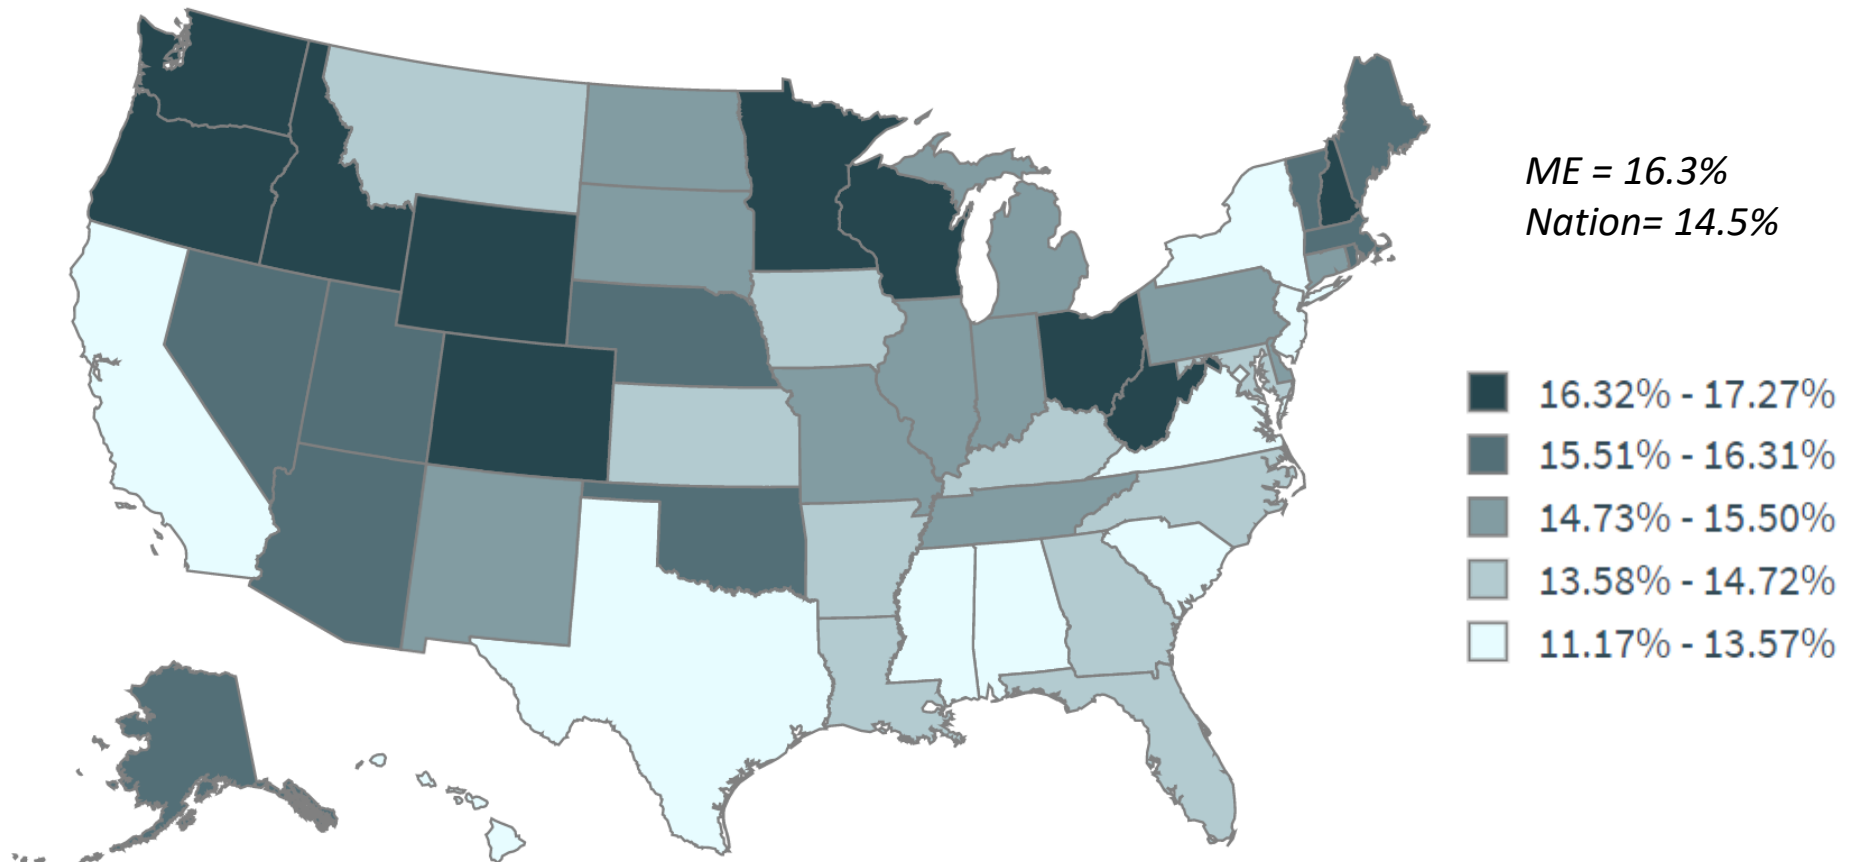 ME = 16.3%
Nation= 14.5%
16.32% - 17.27%
15.51% - 16.31%
14.73% - 15.50%
13.58% - 14.72%
11.17% - 13.57%